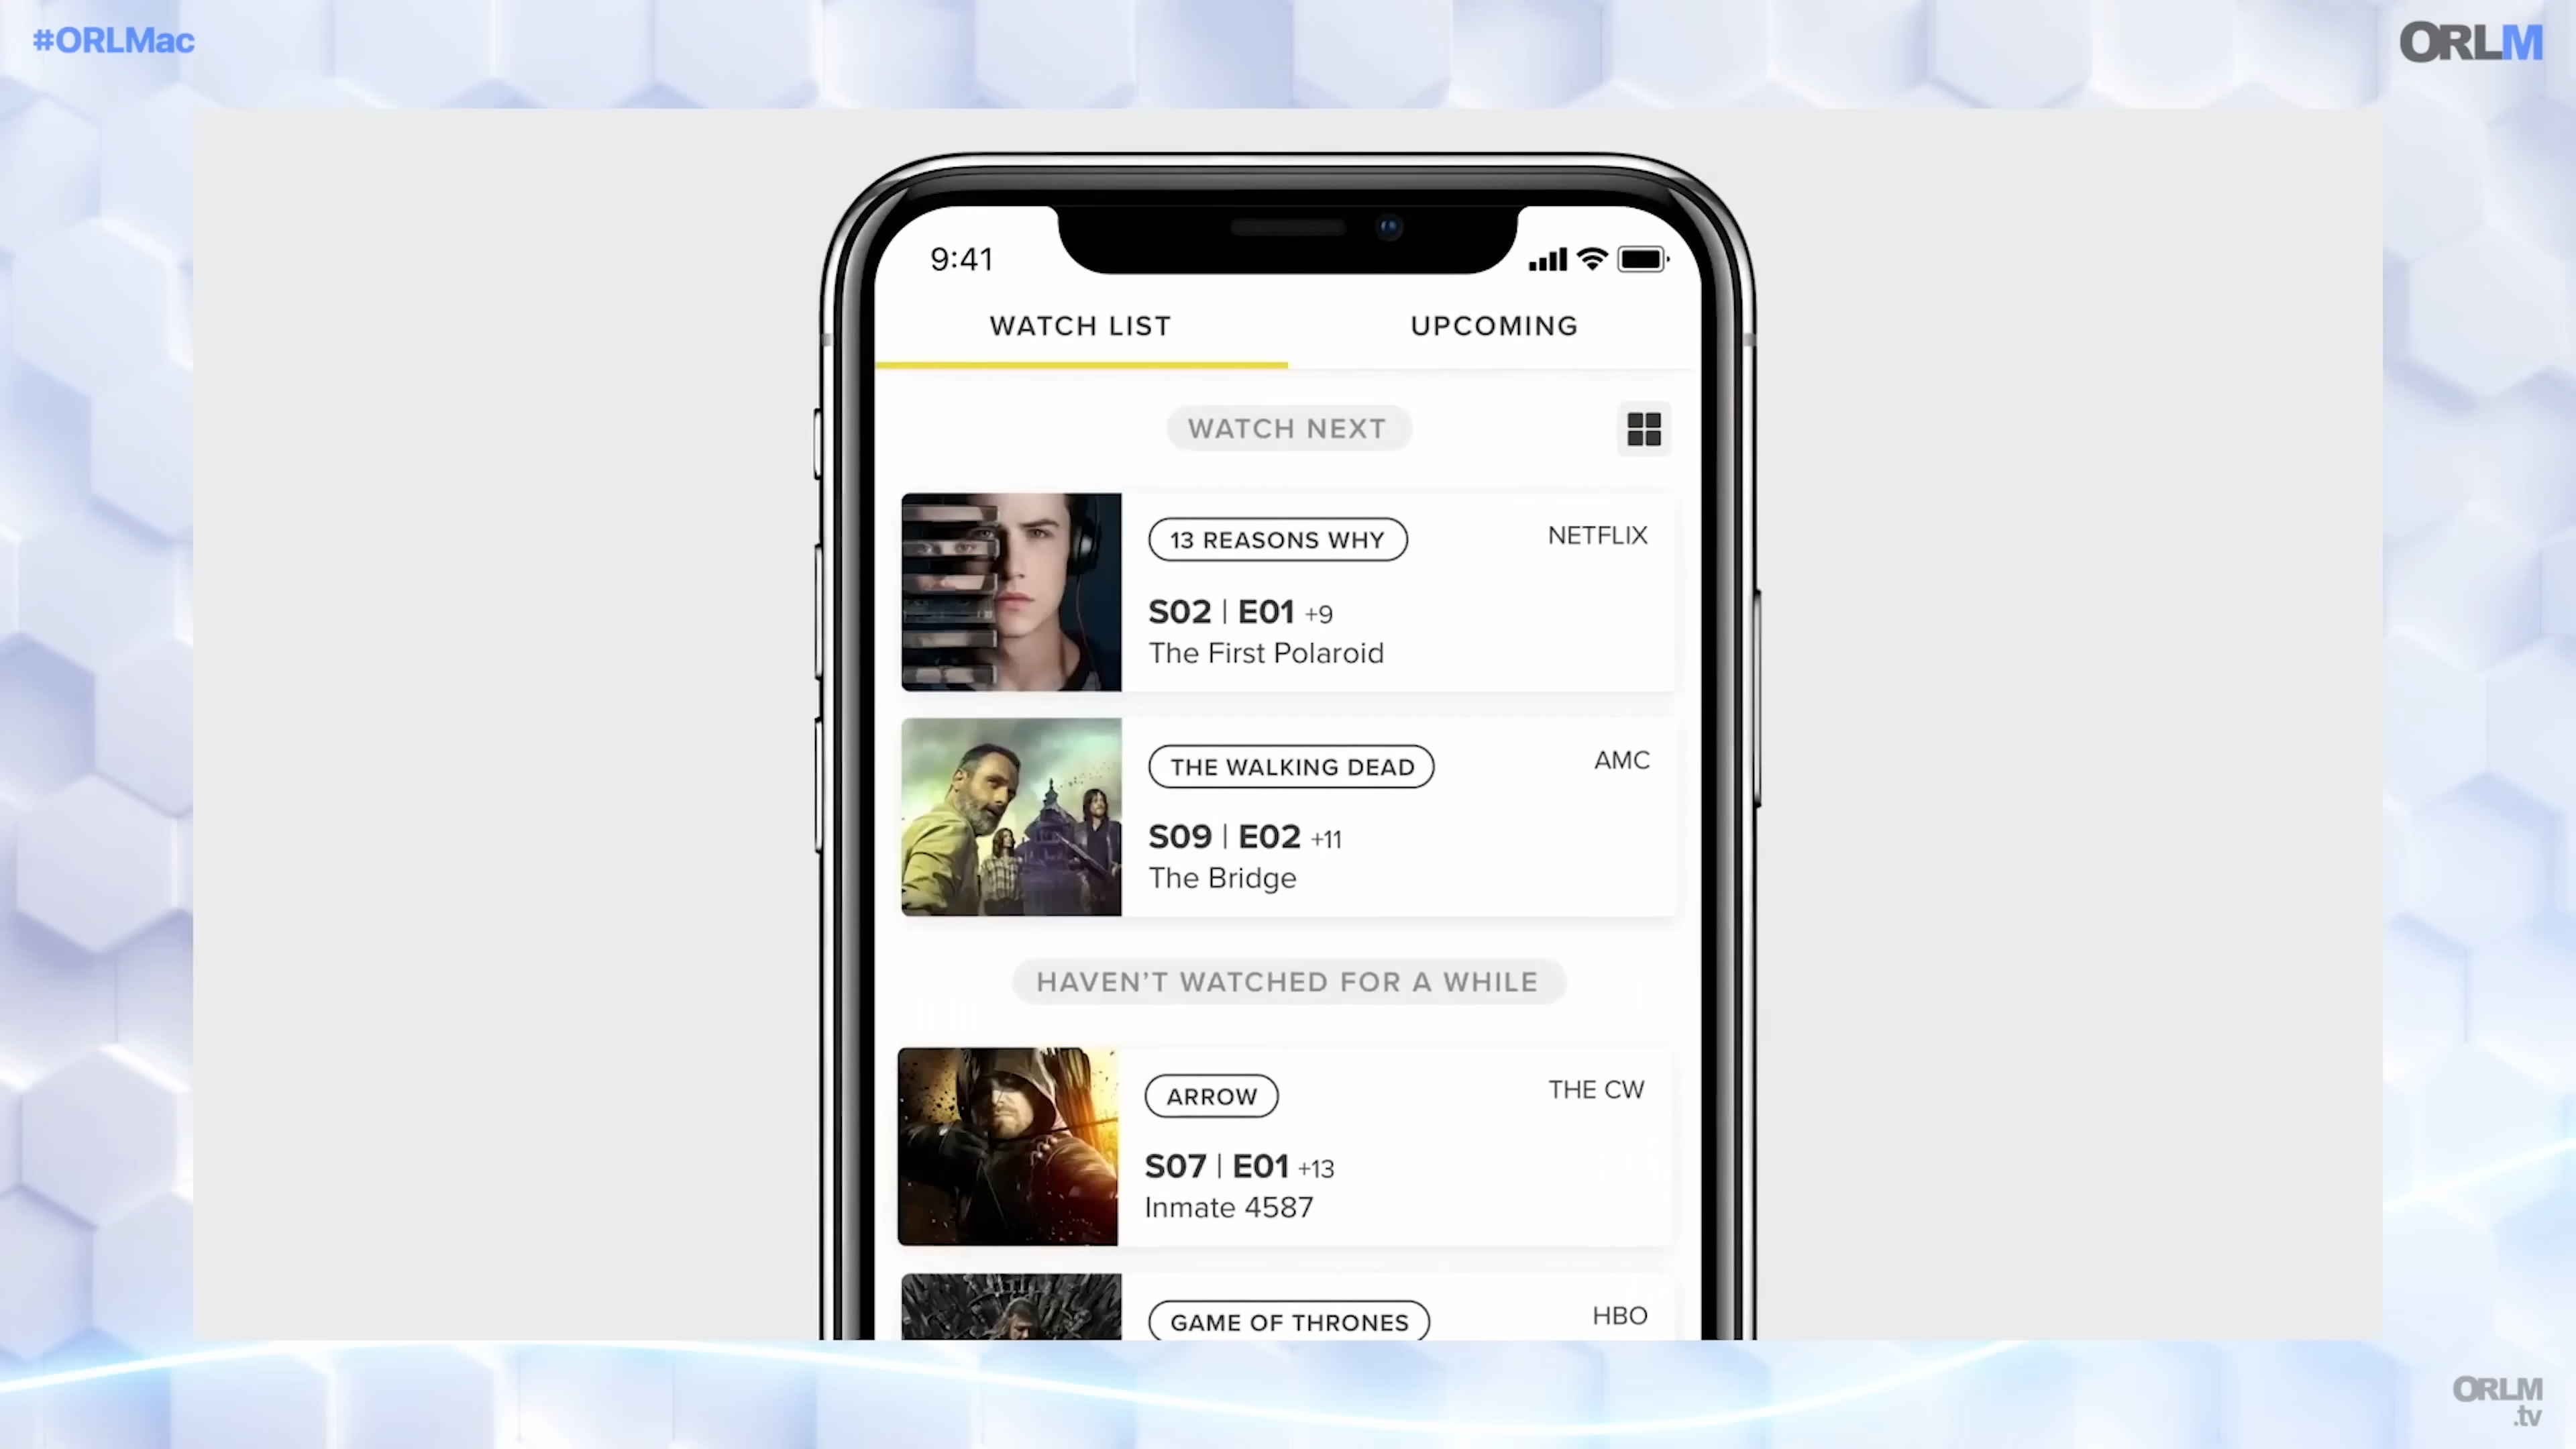 #ORLMac
ORLM
9:41
WATCH LIST
UPCOMING
WATCH NEXT
13 REASONS WHY
NETFLIX
S02 | E01 +9
The First Polaroid
THE WALKING DEAD
AMC
S09 | E02 +11
The Bridge
HAVEN'T WATCHED FOR A WHILE
ARROW
THE CW
S07 | E01 +13
Inmate 4587
GAME OF THRONES
HBO
ORLM
.tv